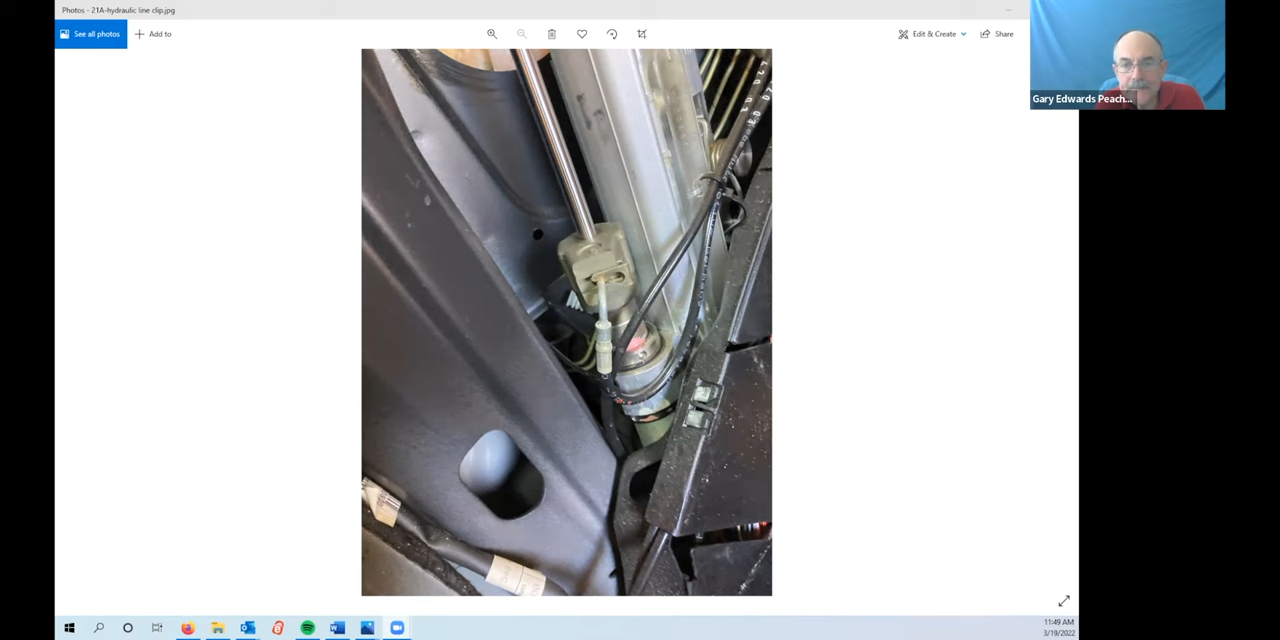 Photos - 21A-hydraulic line clip.jpg
See all photos
Add to
Edit & Create
Share
Gary Edwards Peach...
11:49 AM
3/19/2022